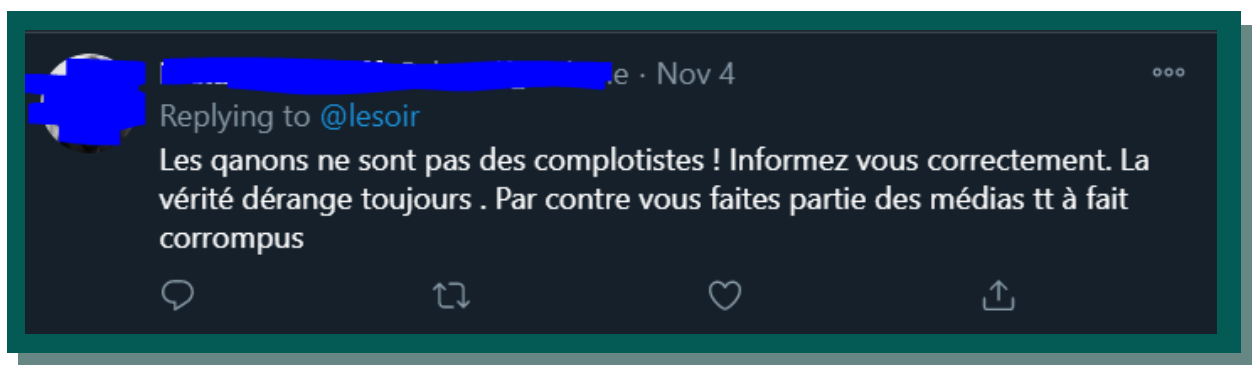 · Nov 4
Replying to @lesoir
Les qanons ne sont pas des complotistes ! Informez vous correctement. La
vérité dérange toujours . Par contre vous faites partie des médias tt à fait
corrompus